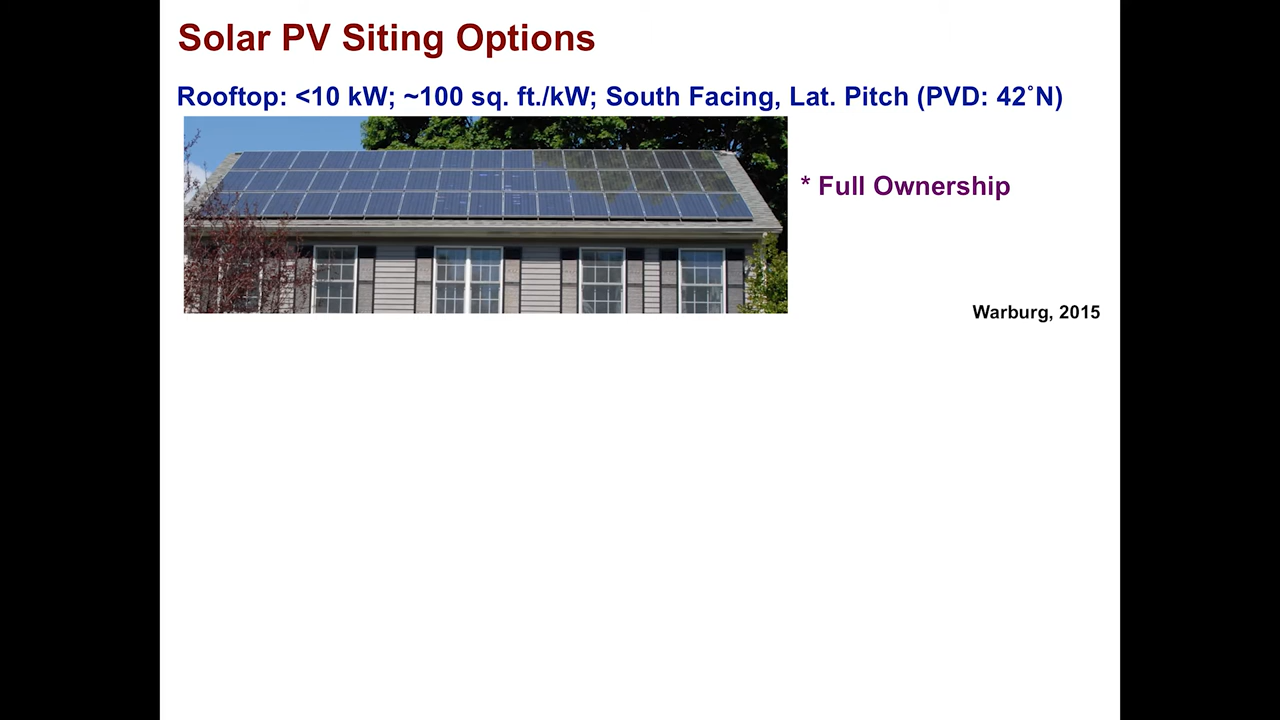 Solar PV Siting Options
Rooftop: <10 kW; ~100 sq. ft./kW; South Facing, Lat. Pitch (PVD: 42˚N)
* Full Ownership
Warburg, 2015